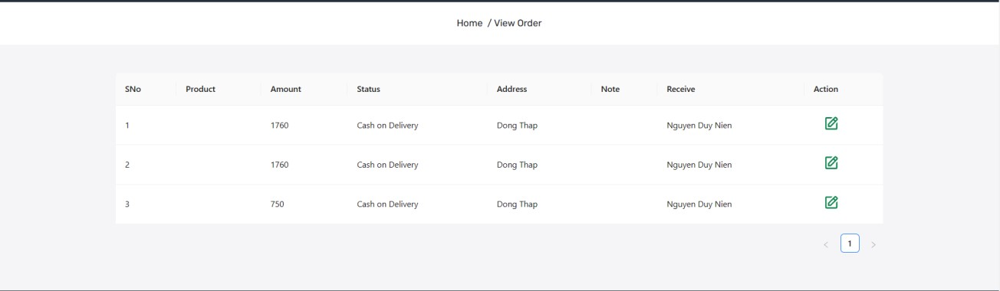 Home / View Order
SNo Product Amount Status Address Note Receive Action
1 1760 Cash on Delivery Dong Thap Nguyen Duy Nien
2 1760 Cash on Delivery Dong Thap Nguyen Duy Nien
3 750 Cash on Delivery Dong Thap Nguyen Duy Nien
< 1 >